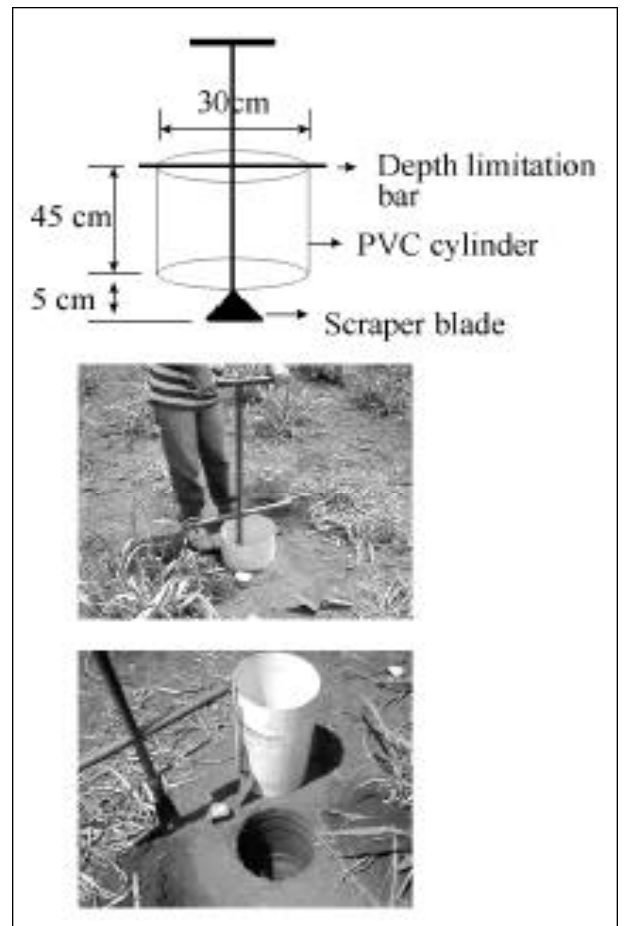 30cm
Depth limitation
bar
45 cm
PVC cylinder
5 cm
Scraper blade